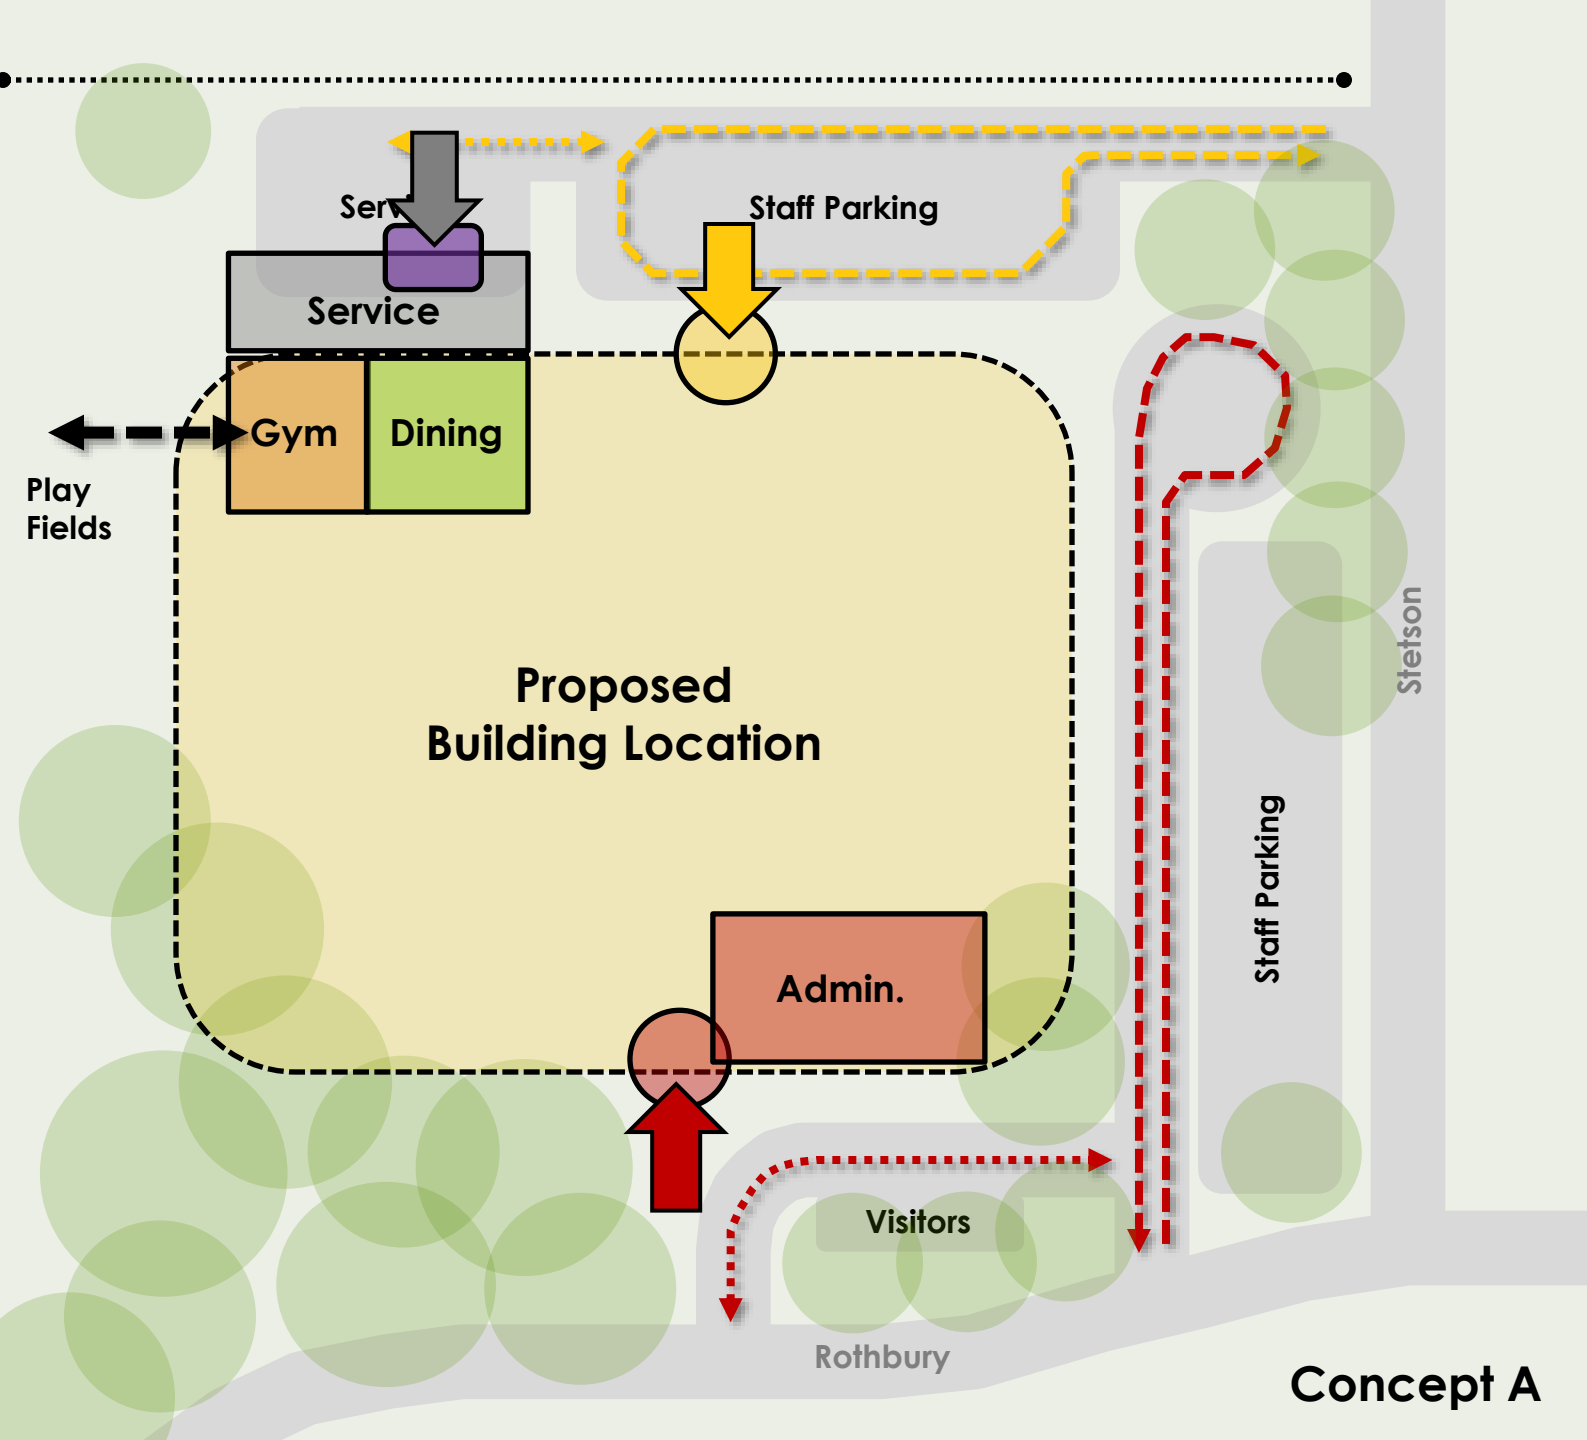 Staff Parking
Service
Gym
Dining
Play
Fields
Proposed
Building Location
Stetson
Staff Parking
Admin.
Visitors
Rothbury
Concept A